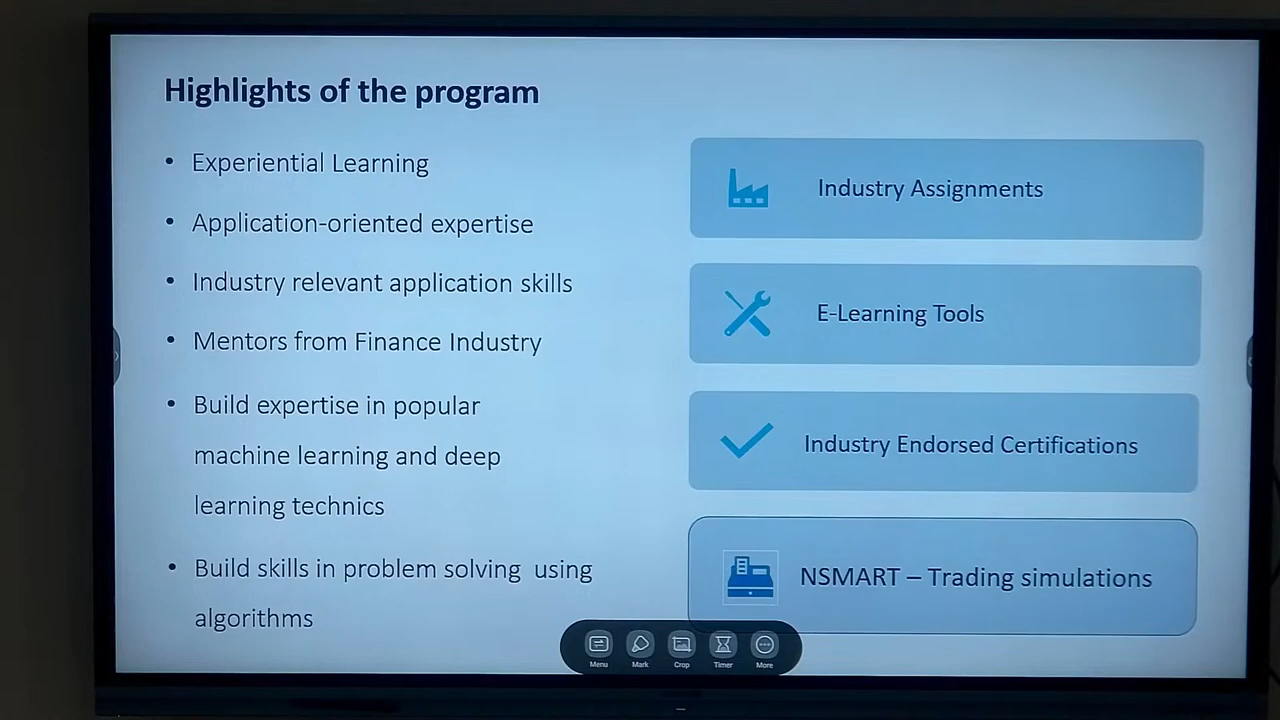 Highlights of the program
• Experiential Learning
• Application-oriented expertise
• Industry relevant application skills
• Mentors from Finance Industry
• Build expertise in popular
machine learning and deep
learning technics
• Build skills in problem solving using
algorithms
Industry Assignments
E-Learning Tools
Industry Endorsed Certifications
NSMART – Trading simulations
Menu
Mark
Crop
Timer
More